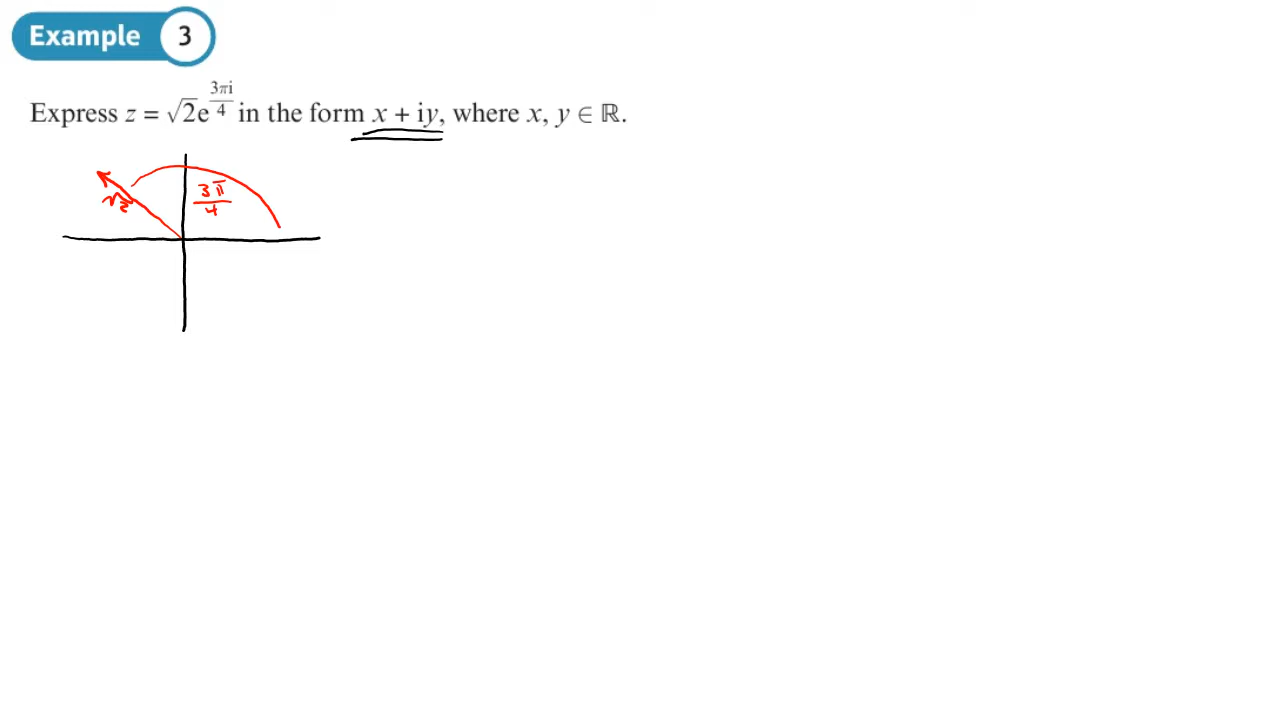 Example 3
Express z = √2e^(3πi/4) in the form x + iy, where x, y ∈ ℝ.
√2
3π/4